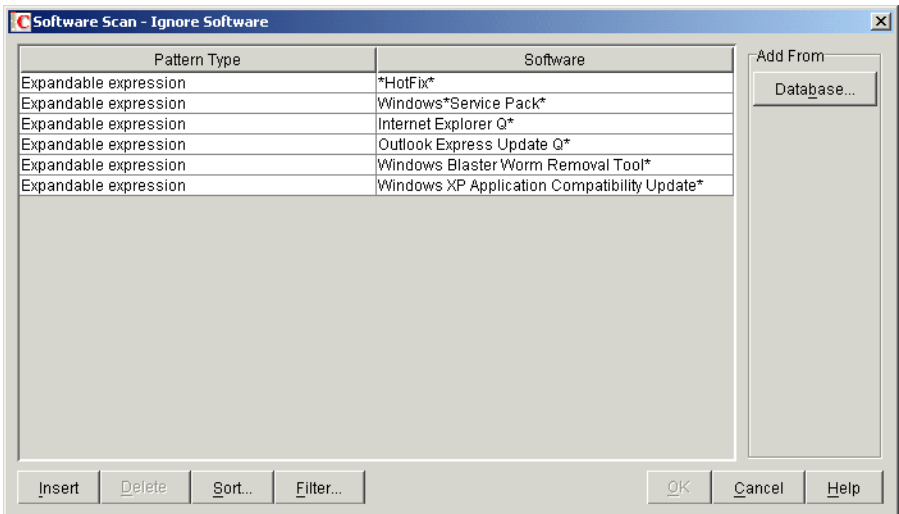 C Software Scan - Ignore Software
Pattern Type Software
Expandable expression *HotFix*
Expandable expression Windows*Service Pack*
Expandable expression Internet Explorer Q*
Expandable expression Outlook Express Update Q*
Expandable expression Windows Blaster Worm Removal Tool*
Expandable expression Windows XP Application Compatibility Update*
Add From
Database...
Insert Delete Sort... Filter... OK Cancel Help